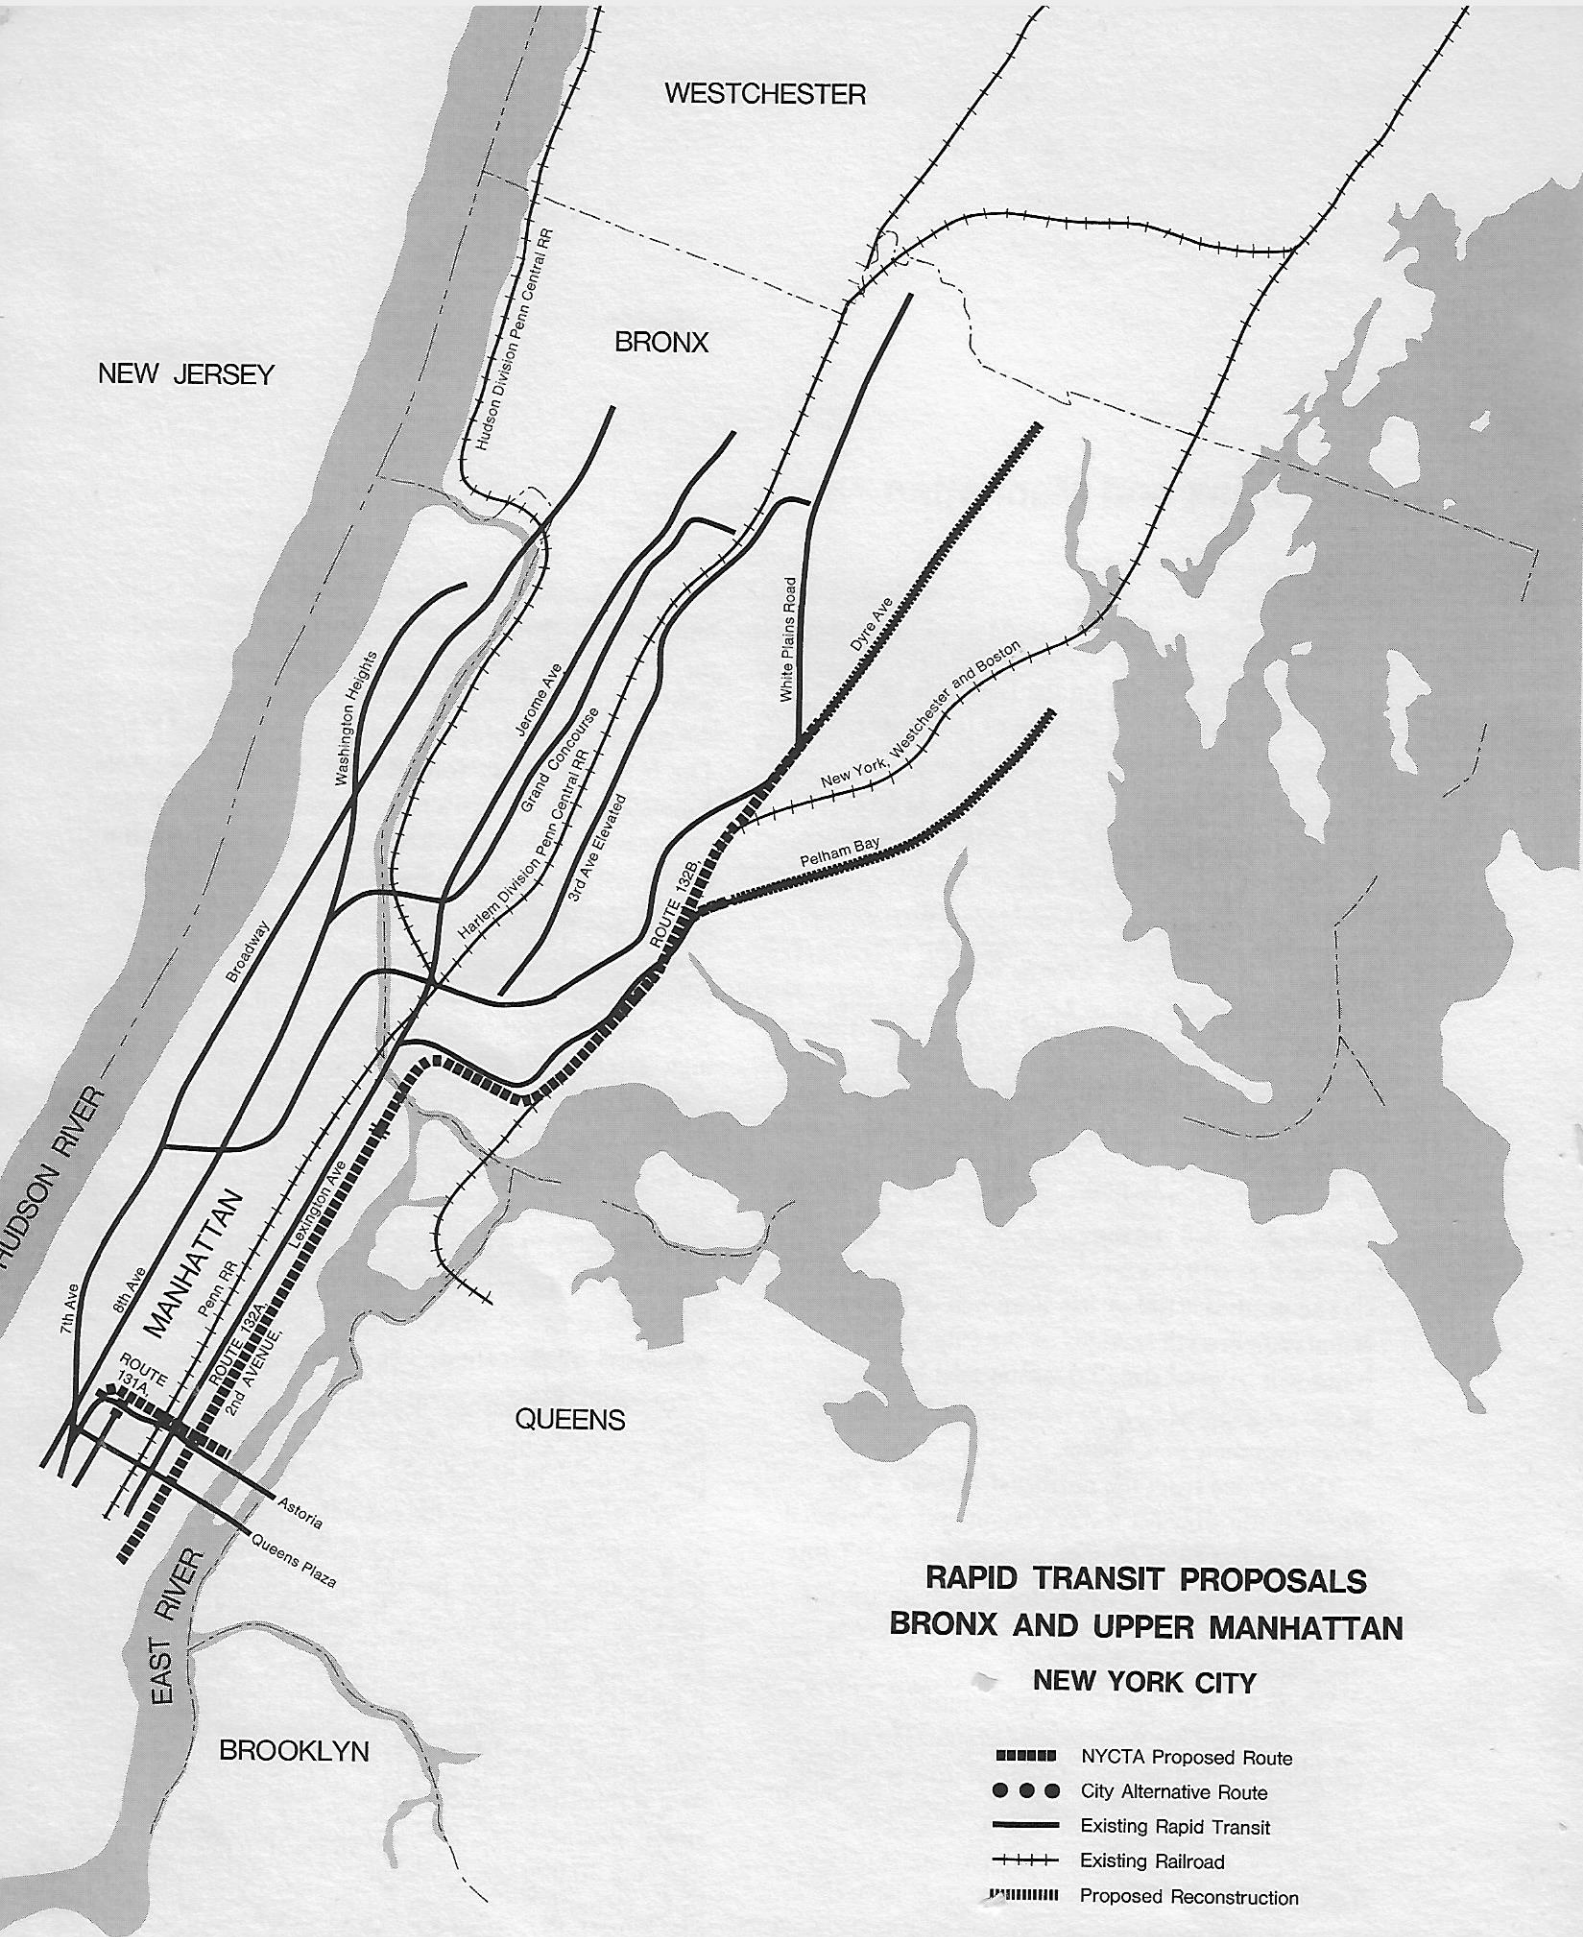 WESTCHESTER
BRONX
NEW JERSEY
Hudson Division Penn Central RR
Washington Heights
Jerome Ave
Grand Concourse
Harlem Division Penn Central RR
3rd Ave Elevated
White Plains Road
Dyre Ave
New York, Westchester and Boston
Pelham Bay
ROUTE 132B,
Broadway
HUDSON RIVER
MANHATTAN
Lexington Ave
Penn RR
8th Ave
7th Ave
ROUTE 132A,
2nd AVENUE,
ROUTE
131A,
QUEENS
Astoria
Queens Plaza
EAST RIVER
BROOKLYN
RAPID TRANSIT PROPOSALS
BRONX AND UPPER MANHATTAN
NEW YORK CITY
NYCTA Proposed Route
City Alternative Route
Existing Rapid Transit
Existing Railroad
Proposed Reconstruction